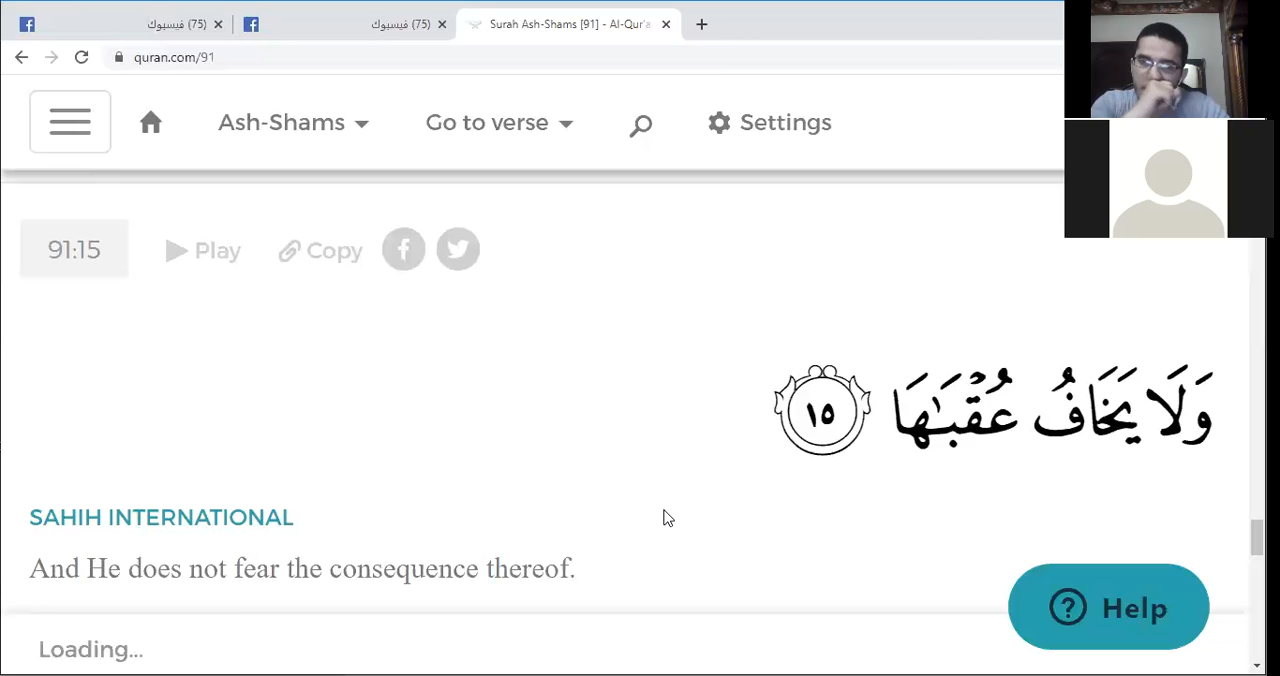 (75) فيسبوك
(75) فيسبوك
Surah Ash-Shams [91] - Al-Qur'a
quran.com/91
Ash-Shams
Go to verse
Settings
91:15
Play
Copy
وَلَا يَخَافُ عُقْبَـٰهَا ١٥
SAHIH INTERNATIONAL
And He does not fear the consequence thereof.
Help
Loading...